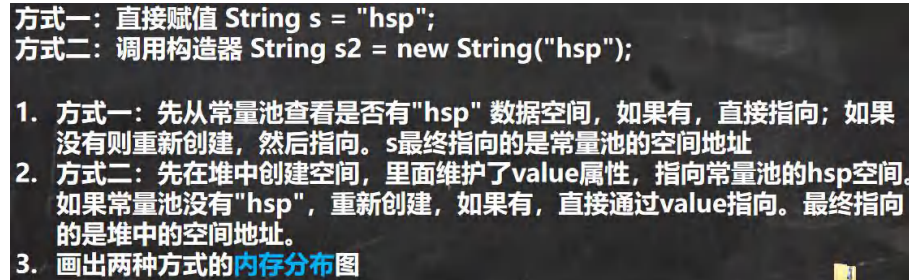 方式一：直接赋值 String s = "hsp";
方式二：调用构造器 String s2 = new String("hsp");
1. 方式一：先从常量池查看是否有"hsp" 数据空间，如果有，直接指向；如果
没有则重新创建，然后指向。s最终指向的是常量池的空间地址
2. 方式二：先在堆中创建空间，里面维护了value属性，指向常量池的hsp空间。
如果常量池没有"hsp"，重新创建，如果有，直接通过value指向。最终指向
的是堆中的空间地址。
3. 画出两种方式的内存分布图